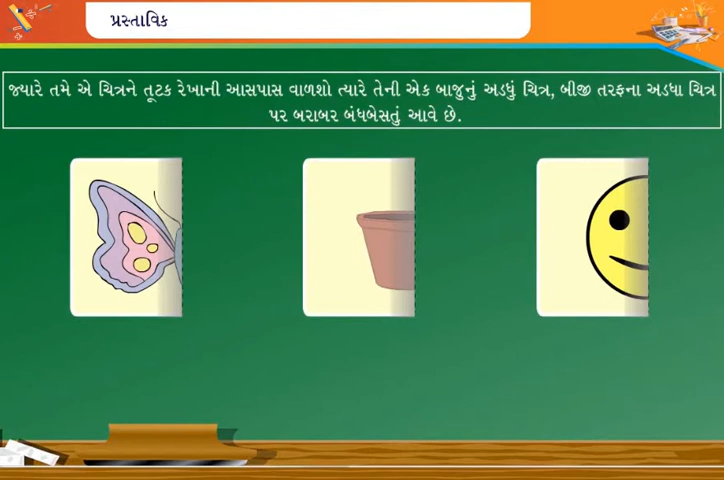 પ્રસ્તાવિક
જ્યારે તમે એ ચિત્રને તૂટક રેખાની આસપાસ વાળશો ત્યારે તેની એક બાજુનું અડધું ચિત્ર, બીજી તરફના અડધા ચિત્ર
પર બરાબર બંધબેસતું આવે છે.